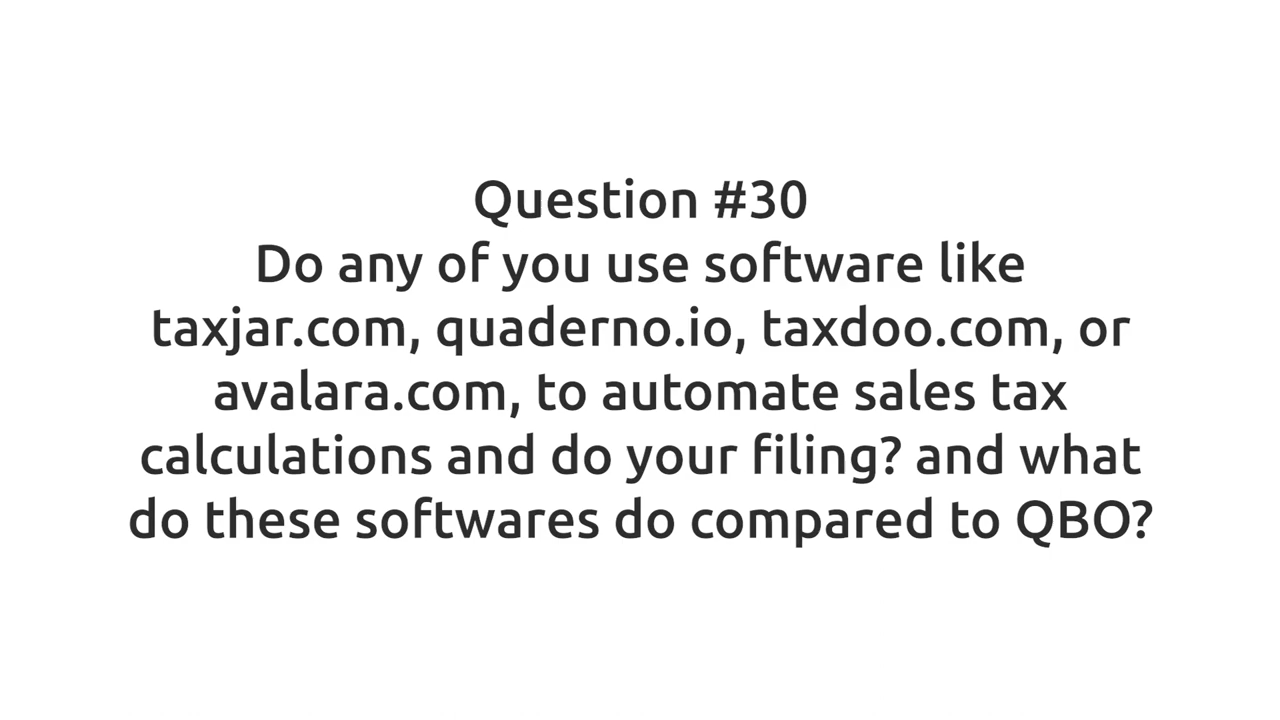 Question #30
Do any of you use software like
taxjar.com, quaderno.io, taxdoo.com, or
avalara.com, to automate sales tax
calculations and do your filing? and what
do these softwares do compared to QBO?